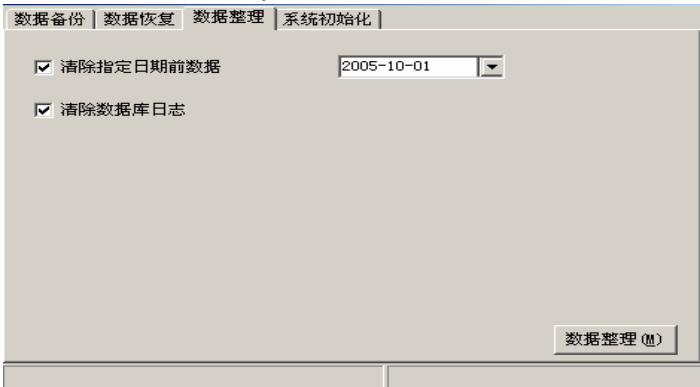 数据备份 数据恢复 数据整理 系统初始化
清除指定日期前数据 2005-10-01
清除数据库日志
数据整理(M)